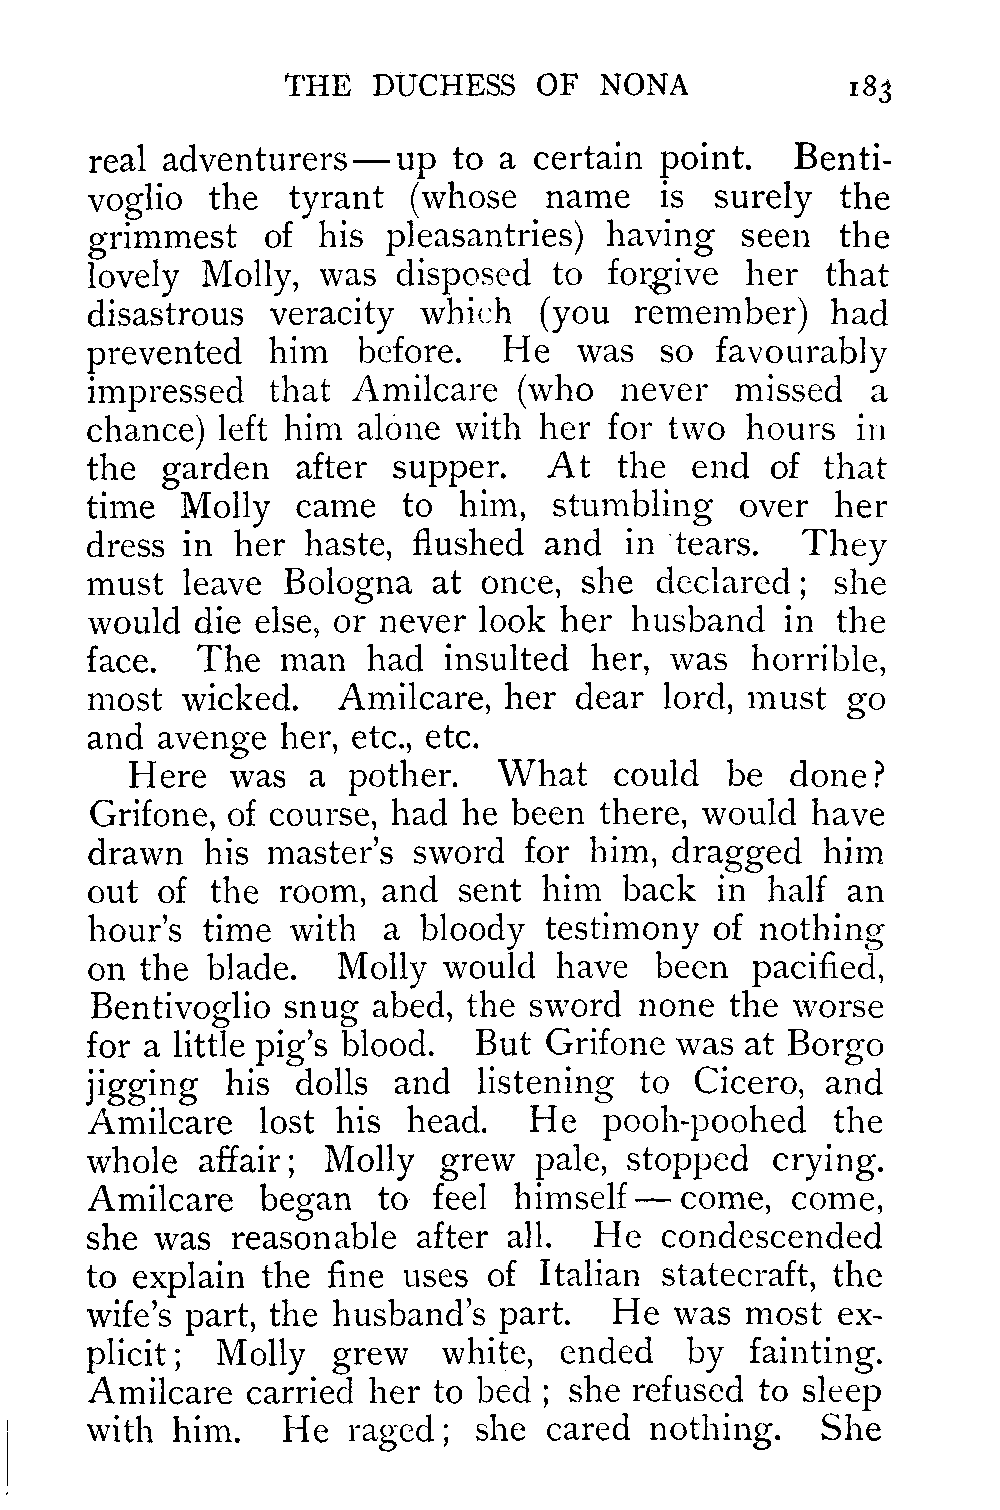 THE DUCHESS OF NONA 183
real adventurers—up to a certain point. Benti-
voglio the tyrant (whose name is surely the
grimmest of his pleasantries) having seen the
lovely Molly, was disposed to forgive her that
disastrous veracity which (you remember) had
prevented him before. He was so favourably
impressed that Amilcare (who never missed a
chance) left him alone with her for two hours in
the garden after supper. At the end of that
time Molly came to him, stumbling over her
dress in her haste, flushed and in tears. They
must leave Bologna at once, she declared; she
would die else, or never look her husband in the
face. The man had insulted her, was horrible,
most wicked. Amilcare, her dear lord, must go
and avenge her, etc., etc.
Here was a pother. What could be done?
Grifone, of course, had he been there, would have
drawn his master's sword for him, dragged him
out of the room, and sent him back in half an
hour's time with a bloody testimony of nothing
on the blade. Molly would have been pacified,
Bentivoglio snug abed, the sword none the worse
for a little pig's blood. But Grifone was at Borgo
jigging his dolls and listening to Cicero, and
Amilcare lost his head. He pooh-poohed the
whole affair; Molly grew pale, stopped crying.
Amilcare began to feel himself—come, come,
she was reasonable after all. He condescended
to explain the fine uses of Italian statecraft, the
wife's part, the husband's part. He was most ex-
plicit; Molly grew white, ended by fainting.
Amilcare carried her to bed; she refused to sleep
with him. He raged; she cared nothing. She